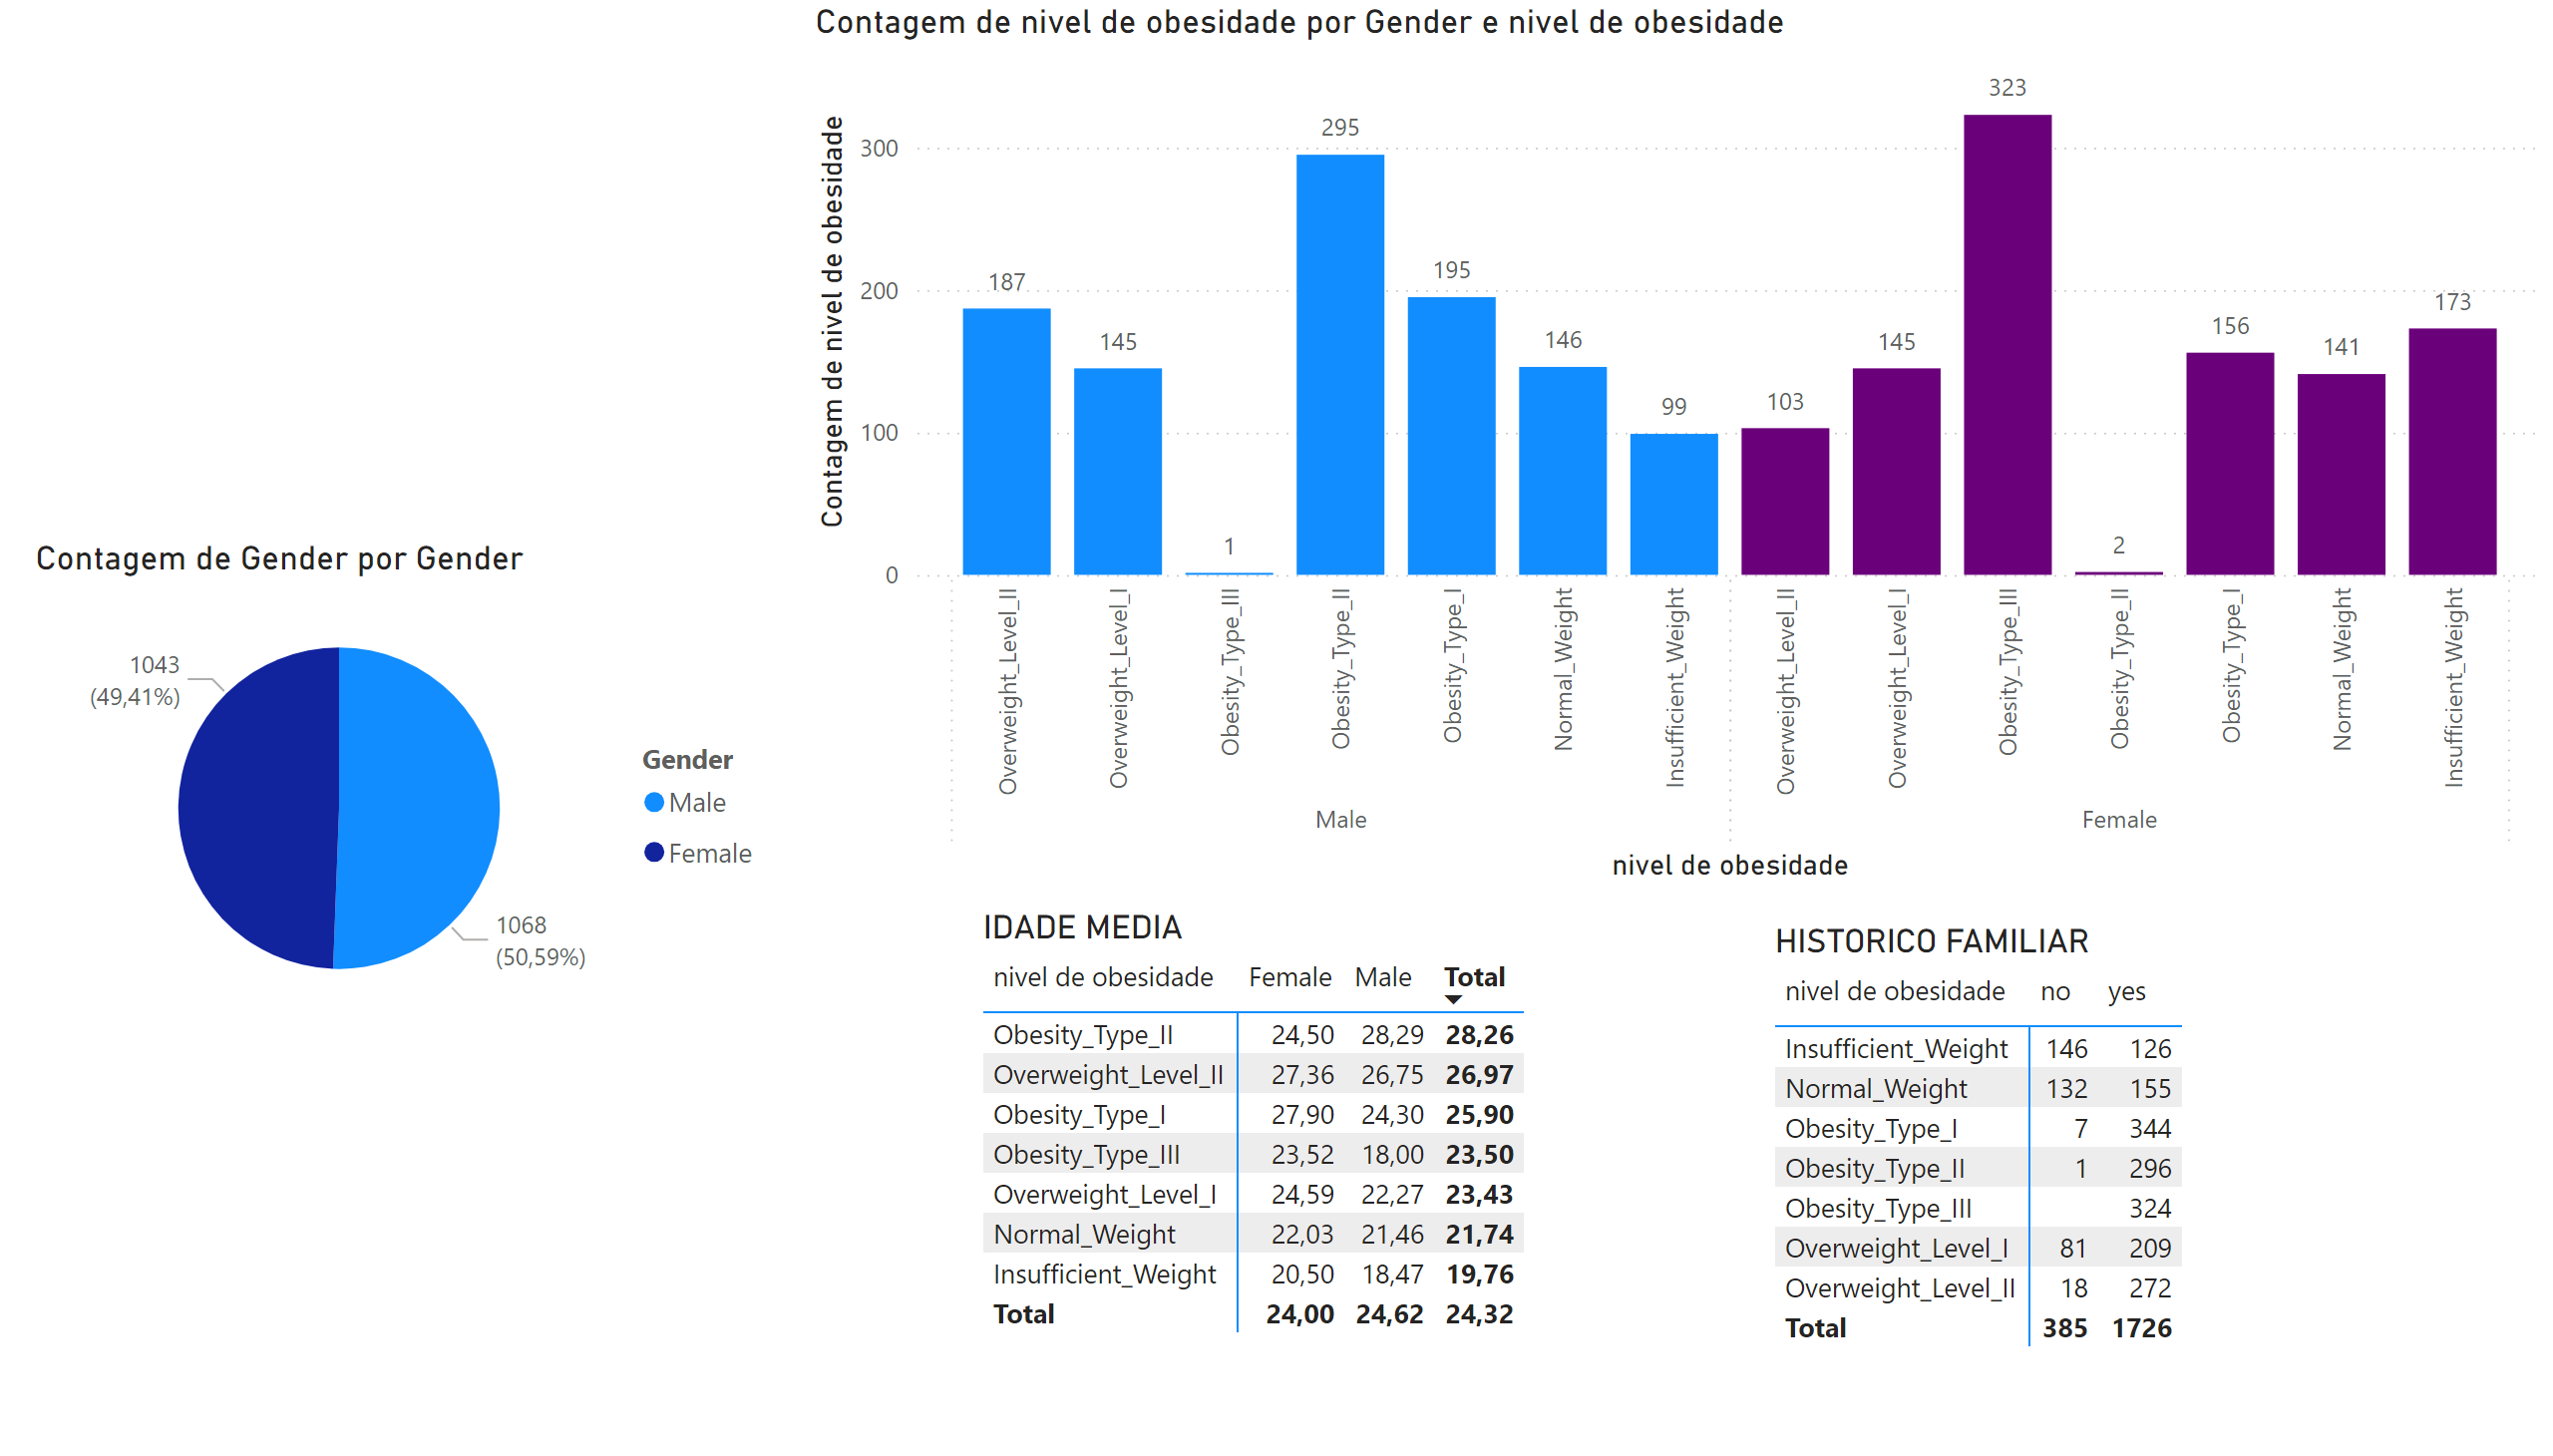 Contagem de nivel de obesidade por Gender e nivel de obesidade
Contagem de nivel de obesidade
300
200
100
0
187
145
1
295
195
146
99
103
145
323
2
156
141
173
Overweight_Level_II
Overweight_Level_I
Obesity_Type_III
Obesity_Type_II
Obesity_Type_I
Normal_Weight
Insufficient_Weight
Overweight_Level_II
Overweight_Level_I
Obesity_Type_III
Obesity_Type_II
Obesity_Type_I
Normal_Weight
Insufficient_Weight
Male
Female
nivel de obesidade
Contagem de Gender por Gender
1043
(49,41%)
1068
(50,59%)
Gender
Male
Female
IDADE MEDIA
nivel de obesidade Female Male Total
Obesity_Type_II 24,50 28,29 28,26
Overweight_Level_II 27,36 26,75 26,97
Obesity_Type_I 27,90 24,30 25,90
Obesity_Type_III 23,52 18,00 23,50
Overweight_Level_I 24,59 22,27 23,43
Normal_Weight 22,03 21,46 21,74
Insufficient_Weight 20,50 18,47 19,76
Total 24,00 24,62 24,32
HISTORICO FAMILIAR
nivel de obesidade no yes
Insufficient_Weight 146 126
Normal_Weight 132 155
Obesity_Type_I 7 344
Obesity_Type_II 1 296
Obesity_Type_III 324
Overweight_Level_I 81 209
Overweight_Level_II 18 272
Total 385 1726